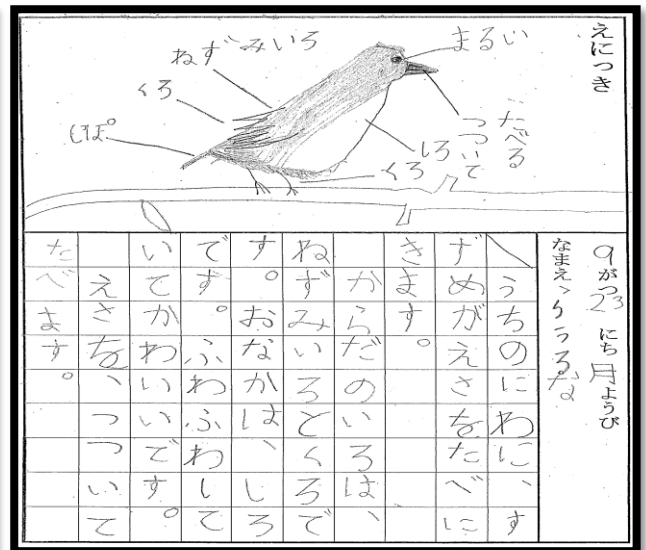 えにっき
まるい
つついて
たべる
ねずみいろ
くろ
しぽ
しろ
くろ
9がつ23にち 月ようび
なまえ
うちのにわに、す
ずめがえさをたべに
きます。
からだのいろは、
ねずみいろとくろで
す。おなかは、しろ
です。ふわふわして
いてかわいいです。
えさを、つついて
たべます。